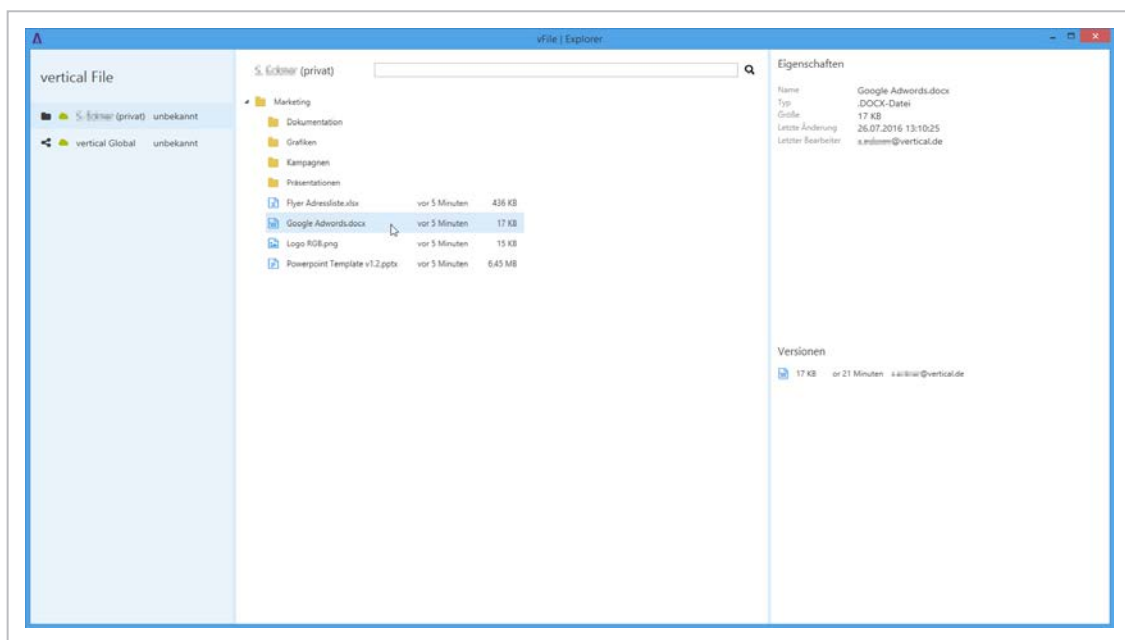 vFile | Explorer
vertical File
(privat) unbekannt
vertical Global unbekannt
(privat)
Marketing
Dokumentation
Grafiken
Kampagnen
Präsentationen
Flyer Adressliste.xlsx vor 5 Minuten 436 KB
Google Adwords.docx vor 5 Minuten 17 KB
Logo RGB.png vor 5 Minuten 15 KB
Powerpoint Template v1.2.pptx vor 5 Minuten 6,45 MB
Eigenschaften
Name Google Adwords.docx
Typ .DOCX-Datei
Größe 17 KB
Letzte Änderung 26.07.2016 13:10:25
Letzter Bearbeiter @vertical.de
Versionen
17 KB or 21 Minuten @vertical.de